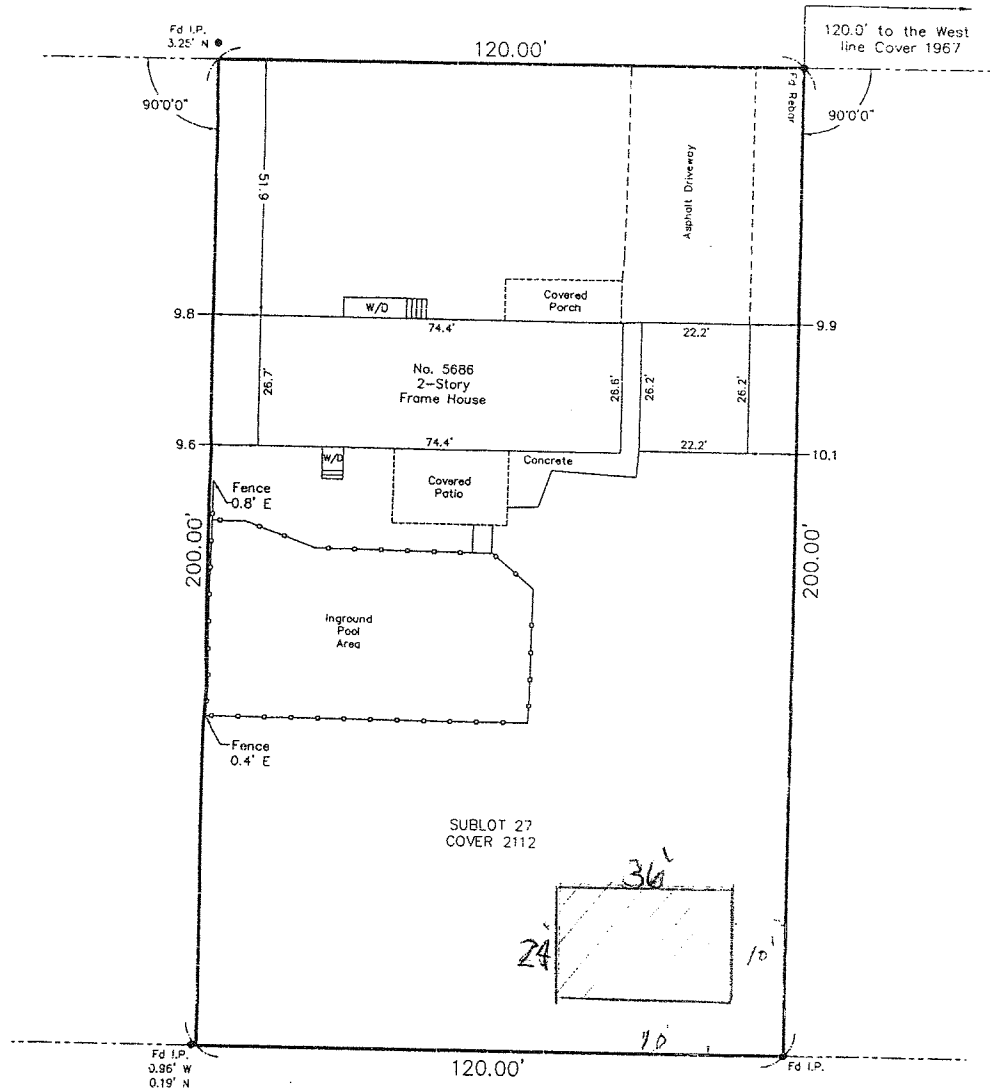 Fd I.P.
3.25' N
120.00'
120.0' to the West
line Cover 1967
90°0'0"
Fd Rebar
90°0'0"
51.9
Asphalt Driveway
W/D
Covered
Porch
9.8
74.4'
22.2'
9.9
No. 5686
2-Story
Frame House
26.7'
26.6'
26.2'
26.2'
9.6
74.4'
22.2'
10.1
W/D
Concrete
Covered
Patio
Fence
0.8' E
200.00'
200.00'
Inground
Pool
Area
Fence
0.4' E
SUBLOT 27
COVER 2112
36'
24'
10'
10'
Fd I.P.
0.96' W
0.19' N
120.00'
Fd I.P.